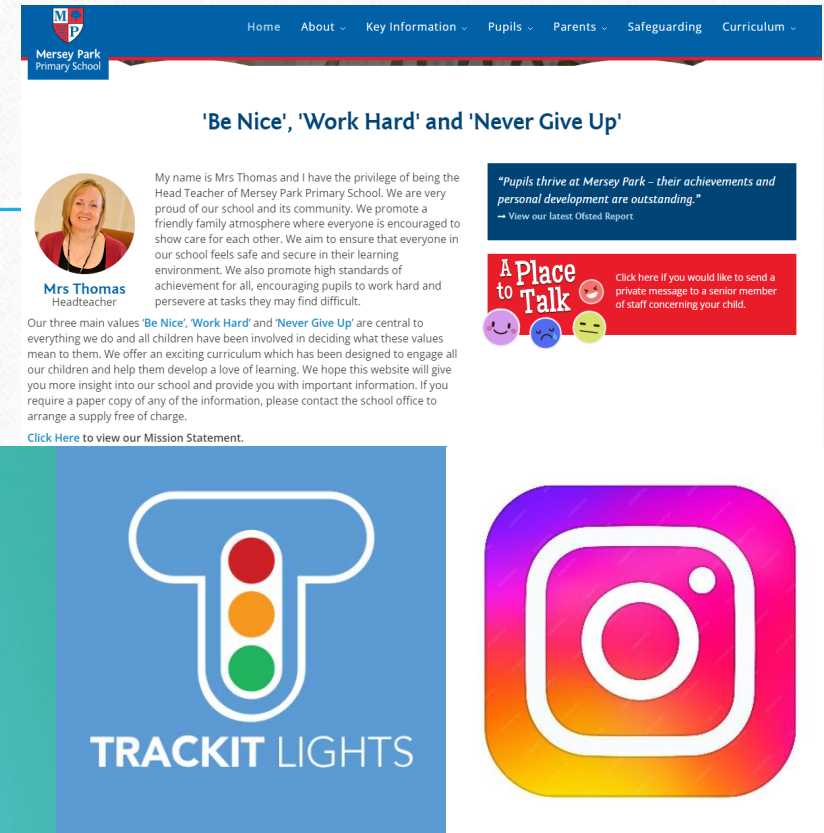 M P
Mersey Park
Primary School
Home About Key Information Pupils Parents Safeguarding Curriculum
'Be Nice', 'Work Hard' and 'Never Give Up'
My name is Mrs Thomas and I have the privilege of being the
Head Teacher of Mersey Park Primary School. We are very
proud of our school and its community. We promote a
friendly family atmosphere where everyone is encouraged to
show care for each other. We aim to ensure that everyone in
our school feels safe and secure in their learning
environment. We also promote high standards of
achievement for all, encouraging pupils to work hard and
persevere at tasks they may find difficult.
Mrs Thomas
Headteacher
Our three main values 'Be Nice', 'Work Hard' and 'Never Give Up' are central to
everything we do and all children have been involved in deciding what these values
mean to them. We offer an exciting curriculum which has been designed to engage all
our children and help them develop a love of learning. We hope this website will give
you more insight into our school and provide you with important information. If you
require a paper copy of any of the information, please contact the school office to
arrange a supply free of charge.
Click Here to view our Mission Statement.
"Pupils thrive at Mersey Park – their achievements and
personal development are outstanding."
→ View our latest Ofsted Report
A Place
to Talk
Click here if you would like to send a
private message to a senior member
of staff concerning your child.
TRACKIT LIGHTS